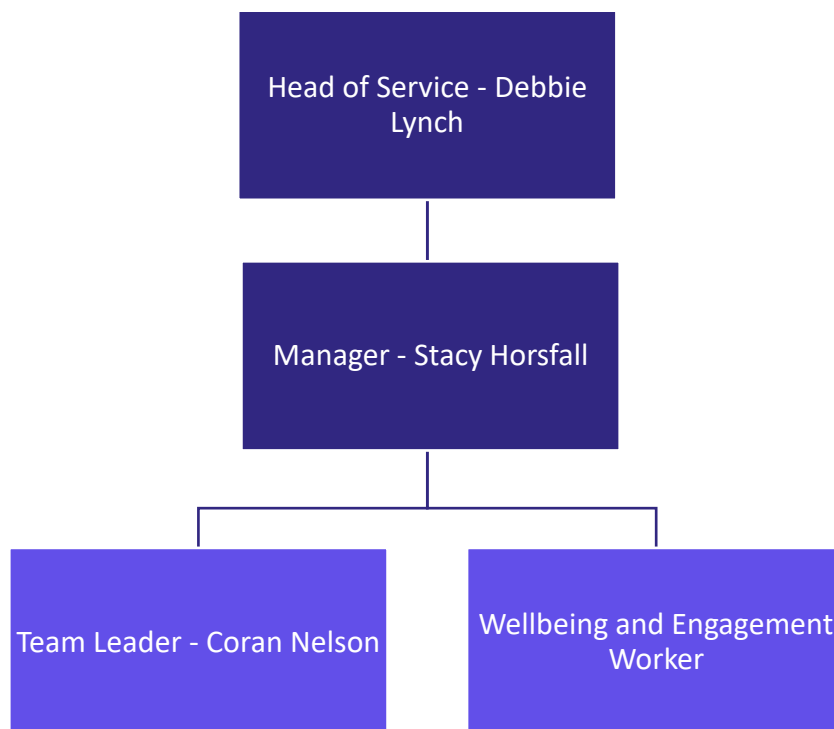 Head of Service - Debbie
Lynch
Manager - Stacy Horsfall
Team Leader - Coran Nelson
Wellbeing and Engagement
Worker